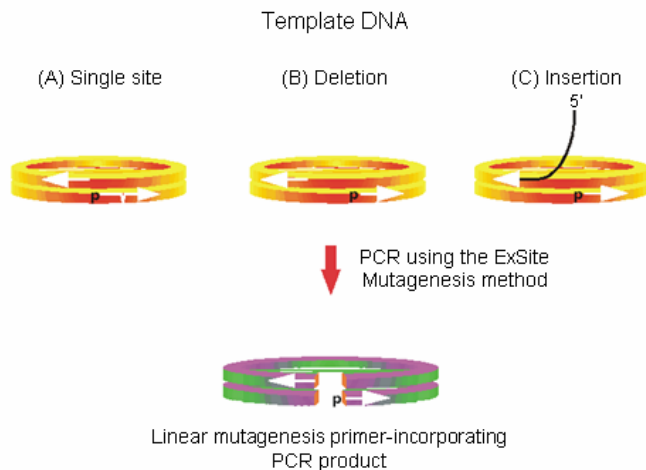 Template DNA
(A) Single site
(B) Deletion
(C) Insertion
5'
p
p
p
PCR using the ExSite
Mutagenesis method
p
Linear mutagenesis primer-incorporating
PCR product